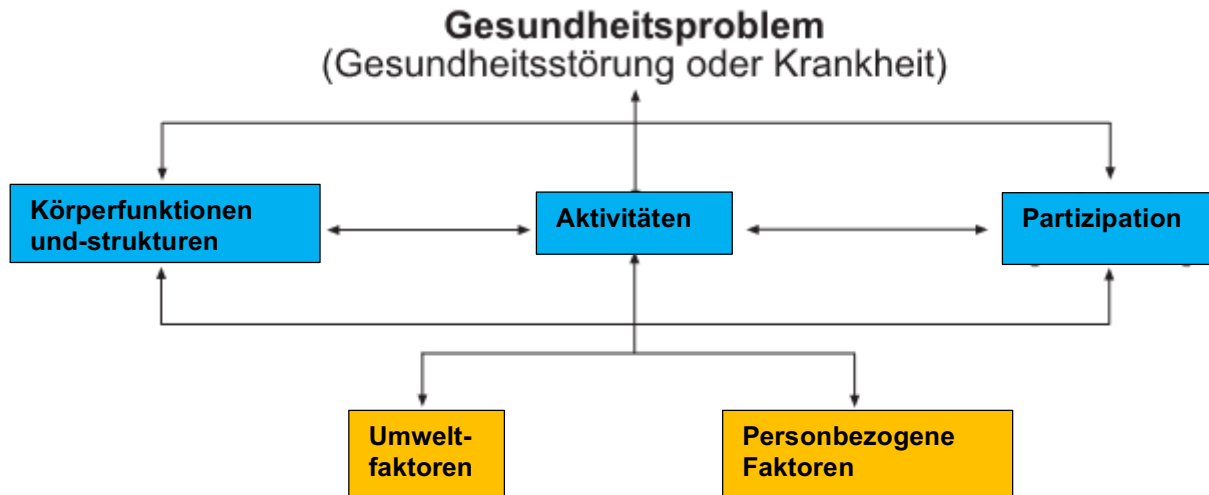 Gesundheitsproblem
(Gesundheitsstörung oder Krankheit)
Körperfunktionen
und-strukturen
Aktivitäten
Partizipation
Umwelt-
faktoren
Personbezogene
Faktoren